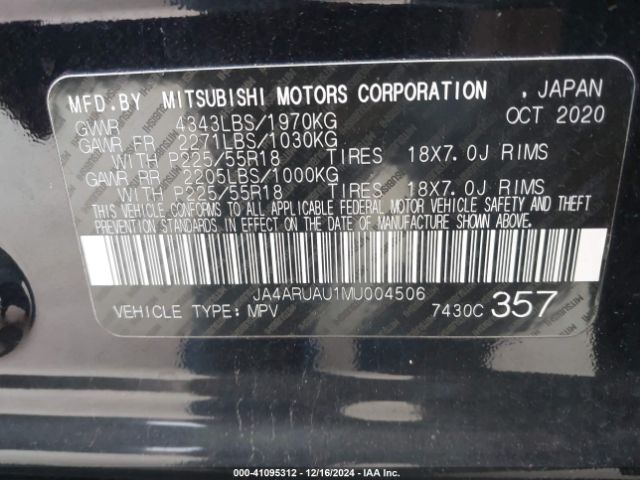 MFD.BY MITSUBISHI MOTORS CORPORATION , JAPAN
GVWR 4343LBS/1970KG OCT 2020
GAWR FR 2271LBS/1030KG
WITH P225/55R18 TIRES 18X7.0J RIMS
GAWR RR 2205LBS/1000KG
WITH P225/55R18 TIRES 18X7.0J RIMS
THIS VEHICLE CONFORMS TO ALL APPLICABLE FEDERAL MOTOR VEHICLE SAFETY AND THEFT
PREVENTION STANDARDS IN EFFECT ON THE DATE OF MANUFACTURE SHOWN ABOVE.
JA4ARUAU1MU004506
VEHICLE TYPE: MPV 7430C 357
000-41095312 - 12/16/2024 - IAAI.com